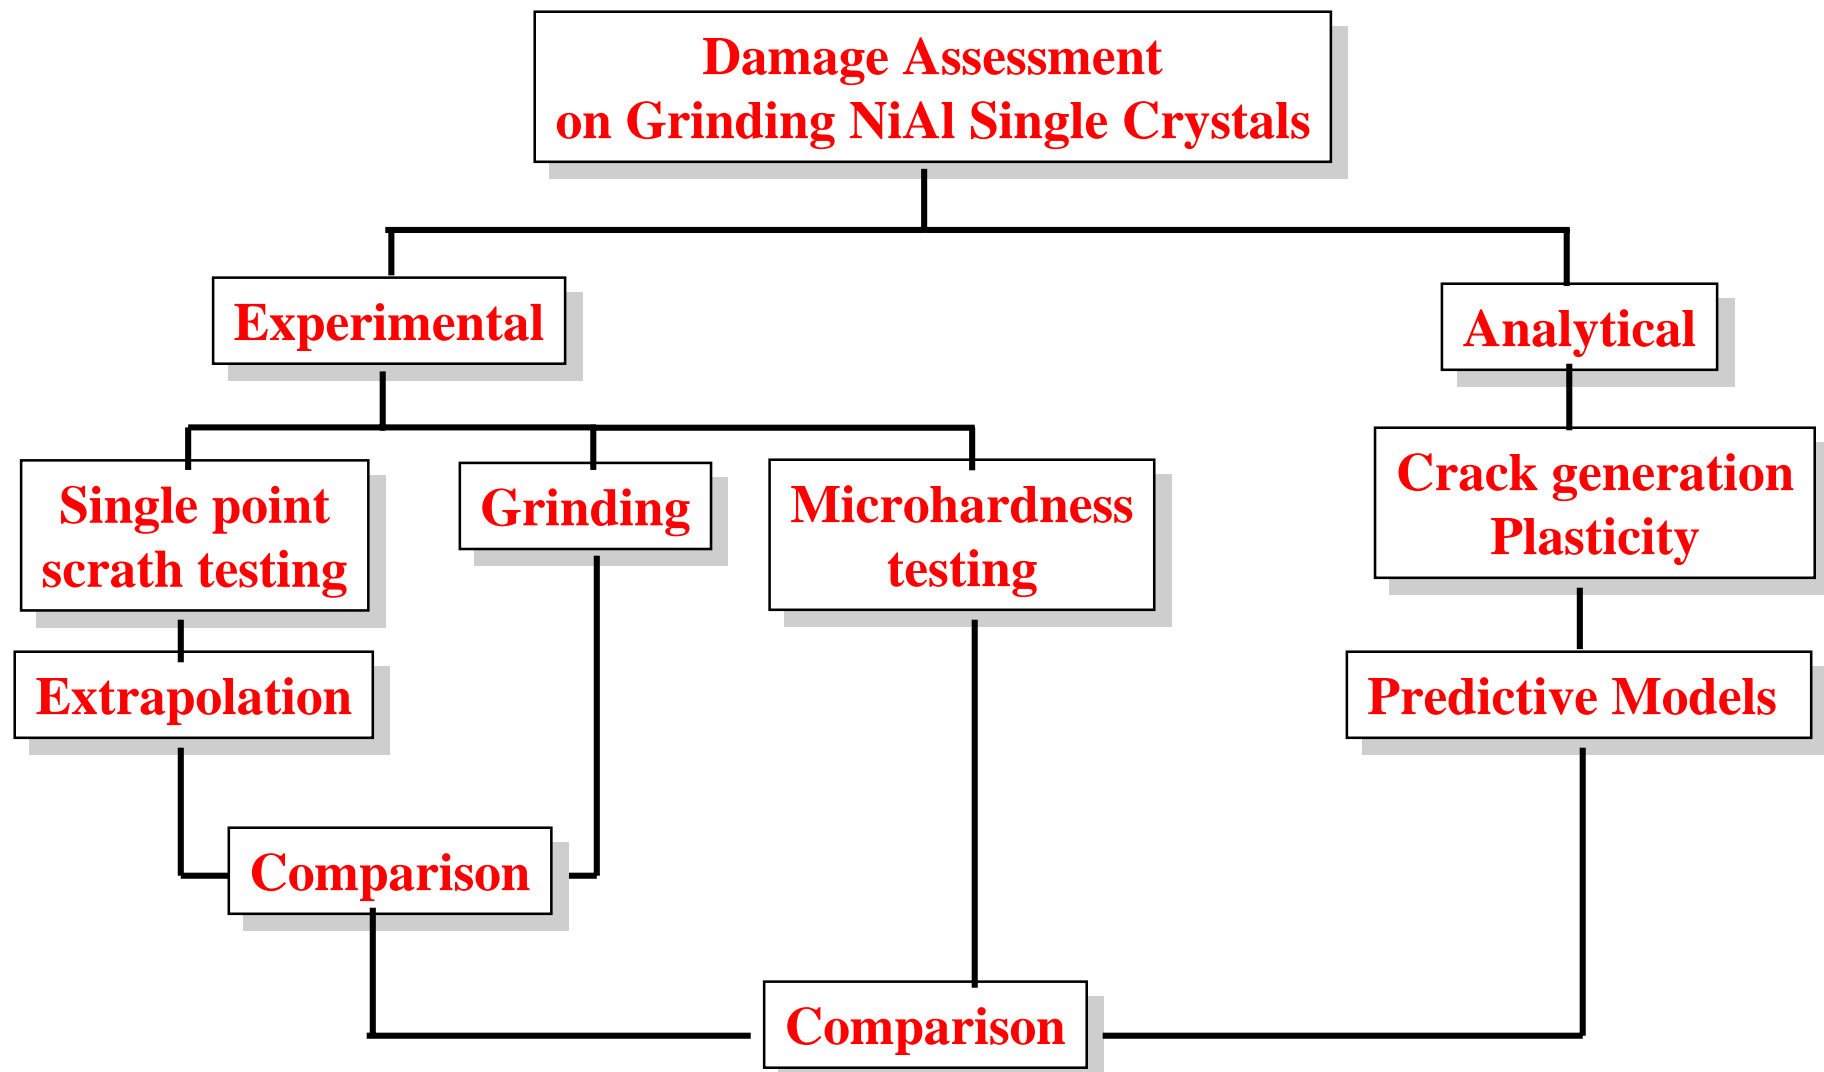 Damage Assessment
on Grinding NiAl Single Crystals
Experimental
Analytical
Single point
scrath testing
Grinding
Microhardness
testing
Crack generation
Plasticity
Extrapolation
Predictive Models
Comparison
Comparison